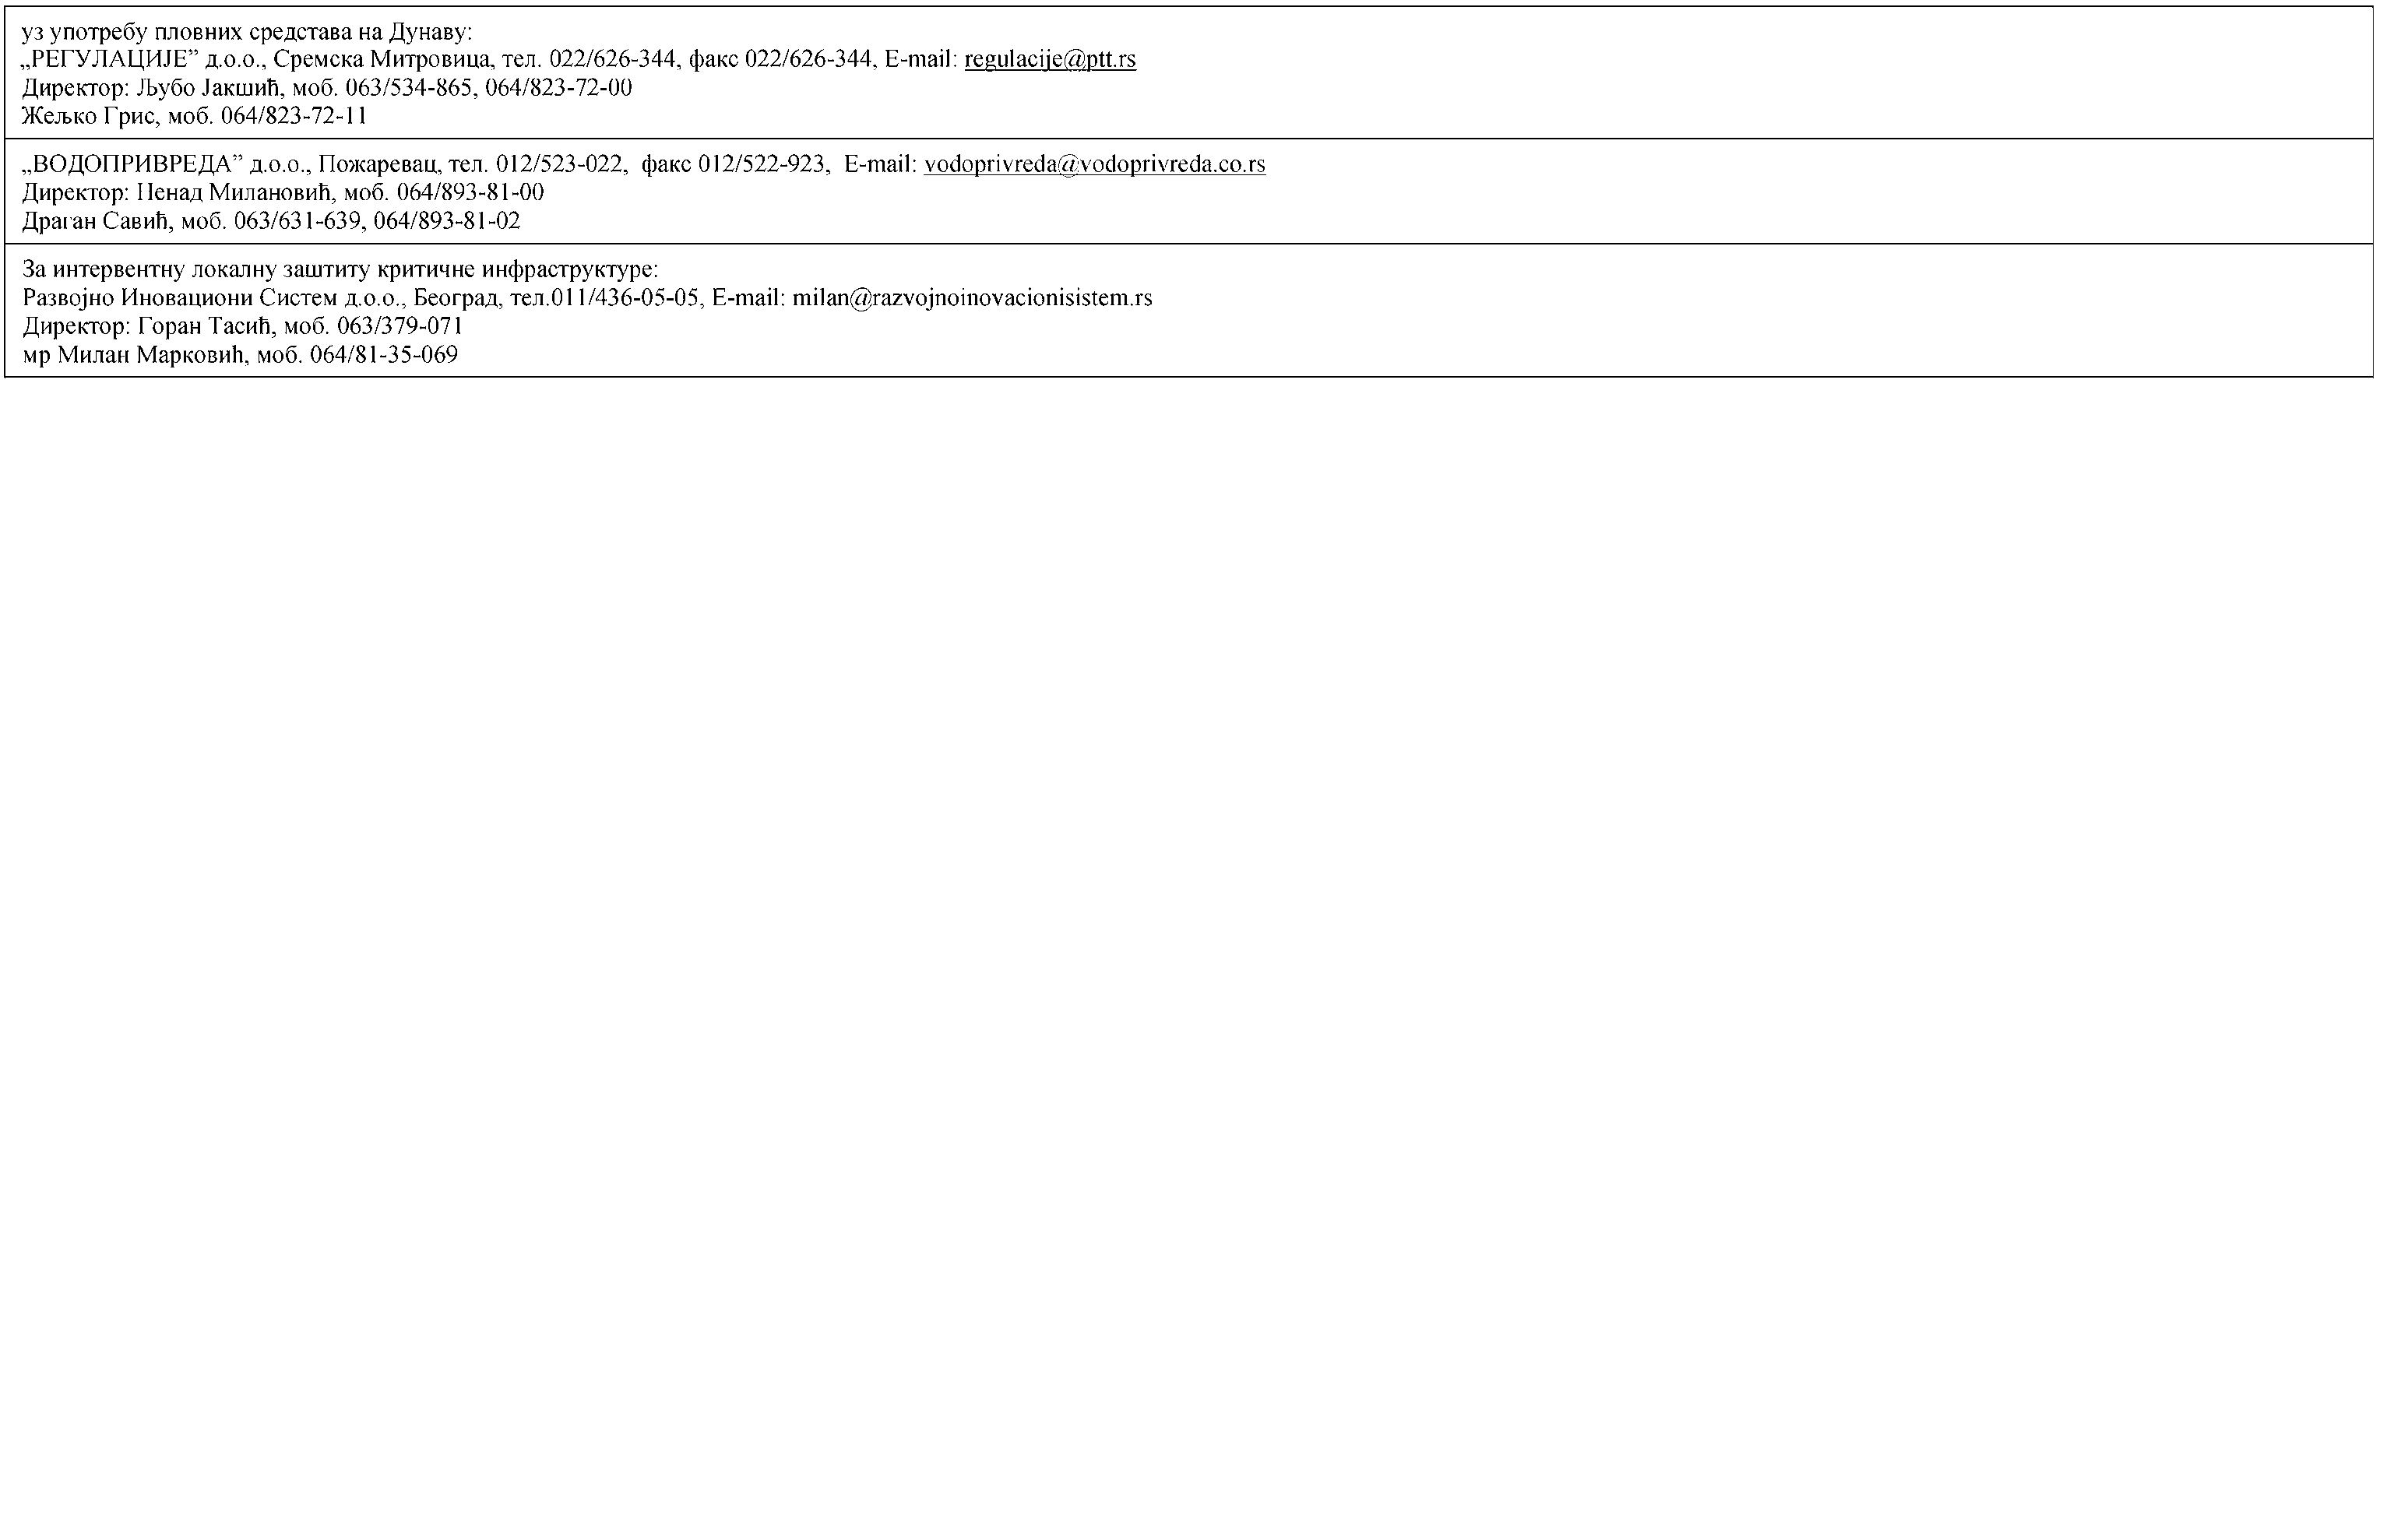 уз употребу пловних средстава на Дунаву:
„РЕГУЛАЦИЈЕ” д.о.о., Сремска Митровица, тел. 022/626-344, факс 022/626-344, E-mail: regulacije@ptt.rs
Директор: Љубо Јакшић, моб. 063/534-865, 064/823-72-00
Жељко Грис, моб. 064/823-72-11
„ВОДОПРИВРЕДА” д.о.о., Пожаревац, тел. 012/523-022, факс 012/522-923, E-mail: vodoprivreda@vodoprivreda.co.rs
Директор: Ненад Милановић, моб. 064/893-81-00
Драган Савић, моб. 063/631-639, 064/893-81-02
За интервентну локалну заштиту критичне инфраструктуре:
Развојно Иновациони Систем д.о.о., Београд, тел.011/436-05-05, E-mail: milan@razvojnoinovacionisistem.rs
Директор: Горан Тасић, моб. 063/379-071
мр Милан Марковић, моб. 064/81-35-069